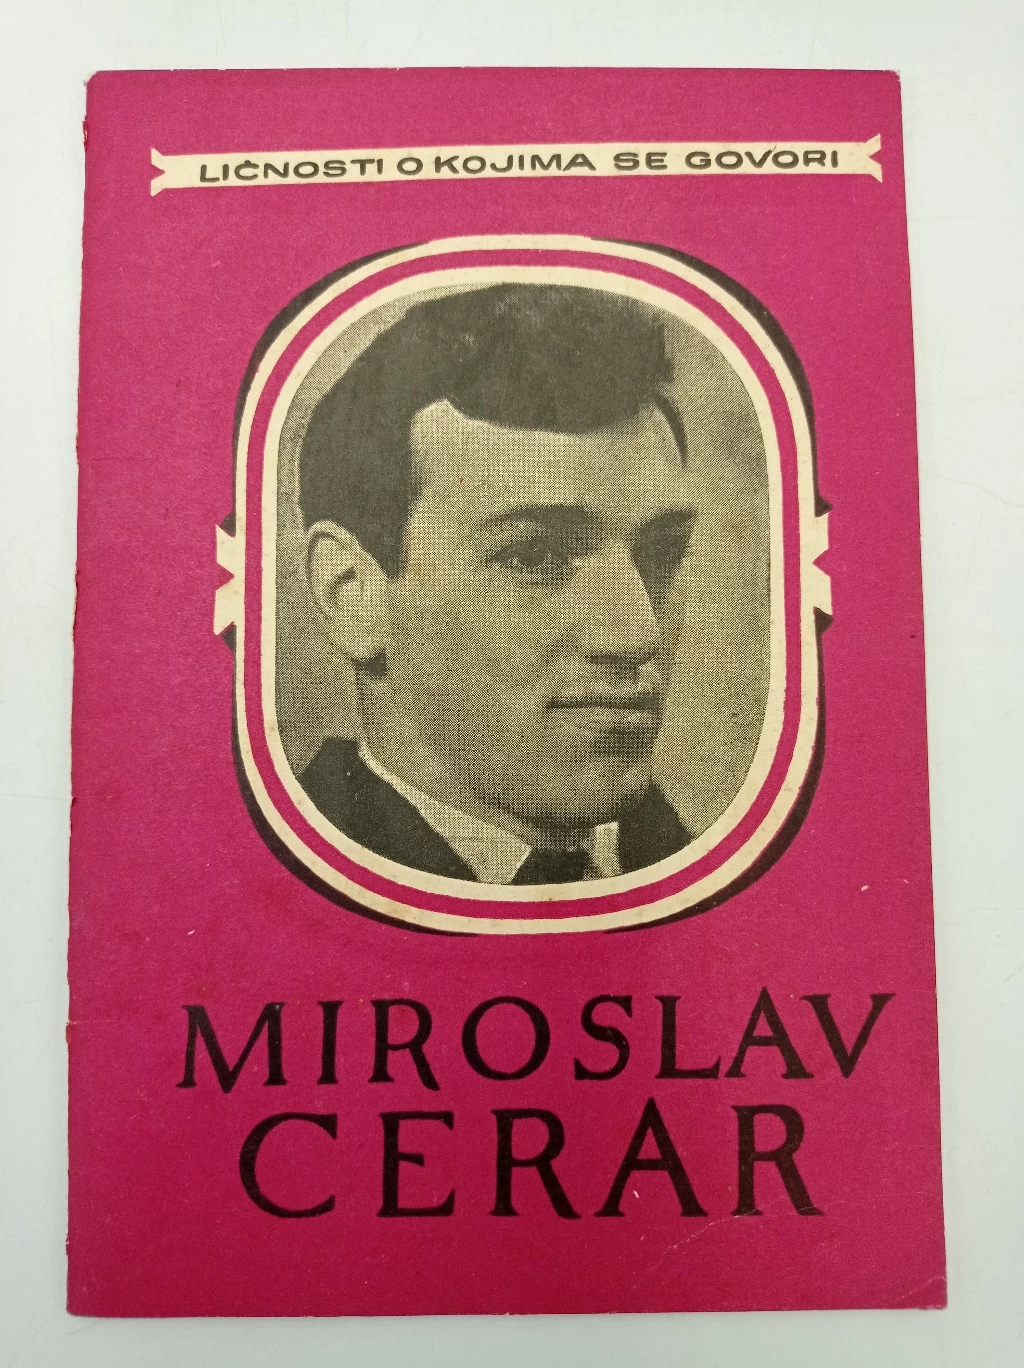 LIČNOSTI O KOJIMA SE GOVORI
MIROSLAV
CERAR